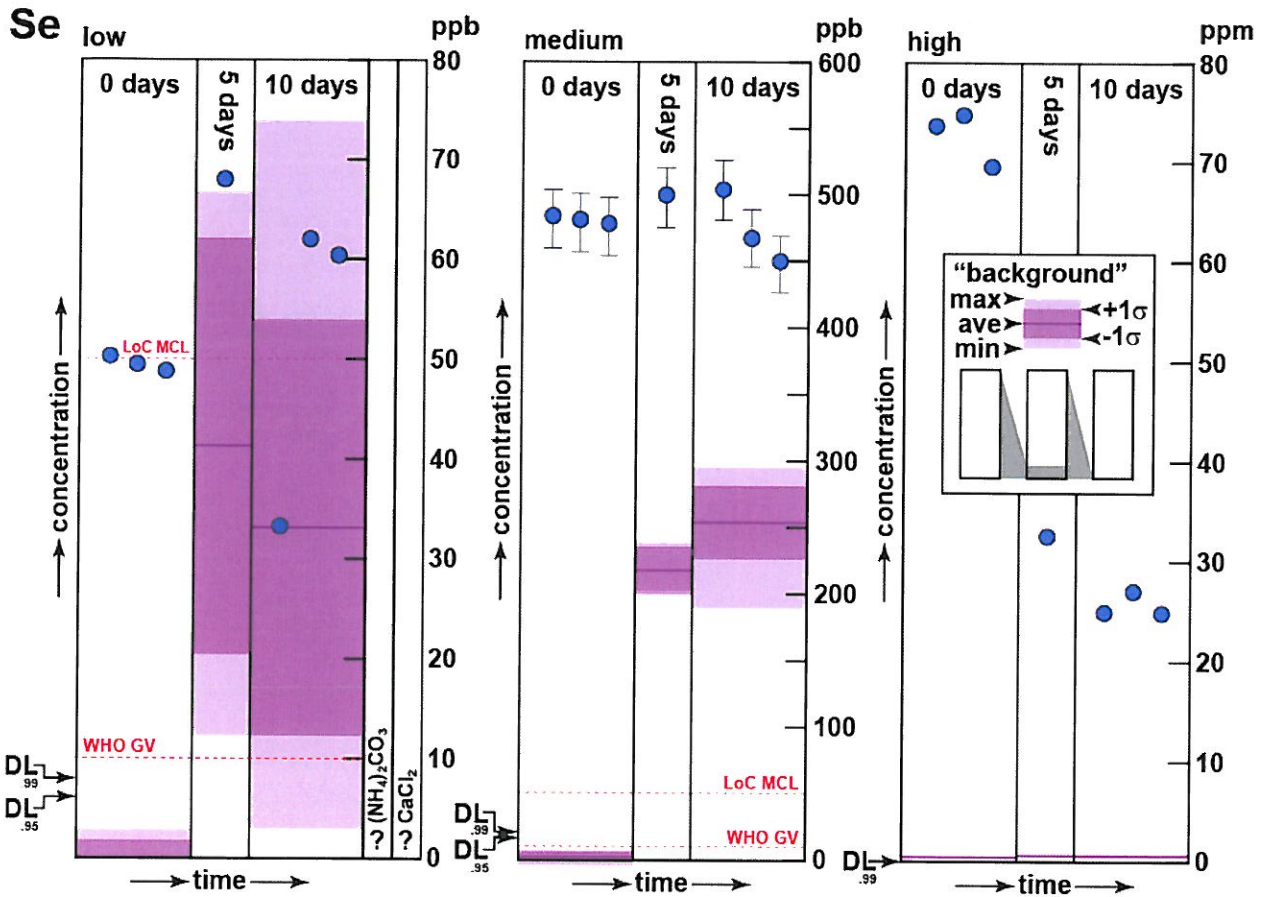 Se
low
ppb
0 days
5 days
10 days
80
70
60
50
40
30
20
10
0
LoC MCL
WHO GV
concentration
DL.99
DL.95
? (NH4)2CO3
? CaCl2
time
medium
ppb
0 days
5 days
10 days
600
500
400
300
200
100
0
LoC MCL
WHO GV
concentration
DL.99
DL.95
time
high
ppm
0 days
5 days
10 days
80
70
60
50
40
30
20
10
0
concentration
"background"
max
ave
min
+1σ
-1σ
DL.99
time